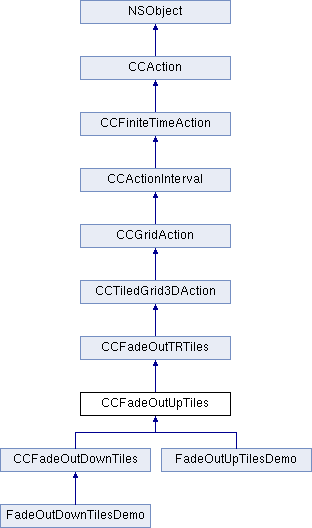 NSObject
CCAction
CCFiniteTimeAction
CCActionInterval
CCGridAction
CCTiledGrid3DAction
CCFadeOutTRTiles
CCFadeOutUpTiles
CCFadeOutDownTiles
FadeOutUpTilesDemo
FadeOutDownTilesDemo